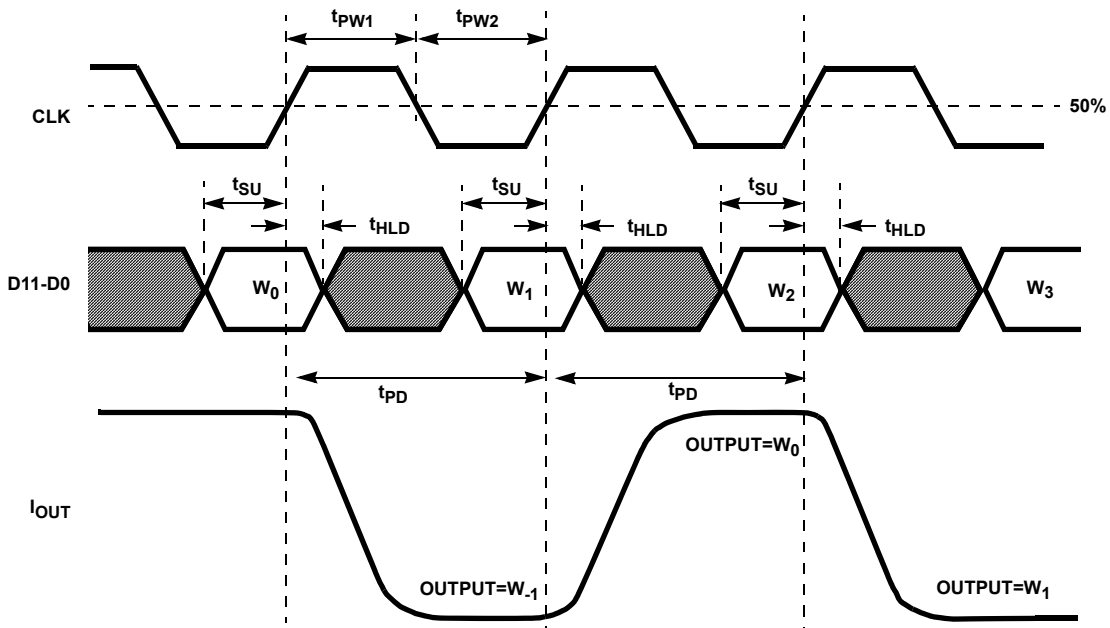 tPW1 tPW2
CLK
50%
tSU tSU tSU
tHLD tHLD tHLD
D11-D0
W0 W1 W2 W3
tPD tPD
OUTPUT=W0
IOUT
OUTPUT=W-1 OUTPUT=W1